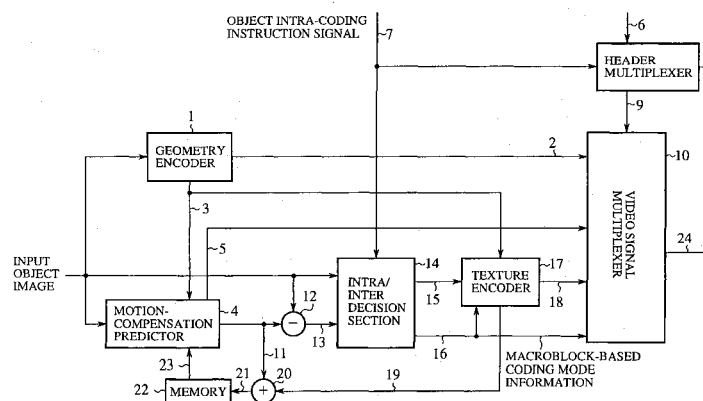 OBJECT INTRA-CODING
INSTRUCTION SIGNAL
7
6
HEADER
MULTIPLEXER
9
1
GEOMETRY
ENCODER
2
10
VIDEO SIGNAL
MULTIPLEXER
3
5
INPUT
OBJECT
IMAGE
24
14
17
INTRA/
INTER
DECISION
SECTION
15
TEXTURE
ENCODER
18
MOTION-
COMPENSATION
PREDICTOR
4
12
−
13
16
MACROBLOCK-BASED
CODING MODE
INFORMATION
11
23
22
MEMORY
21
+
20
19